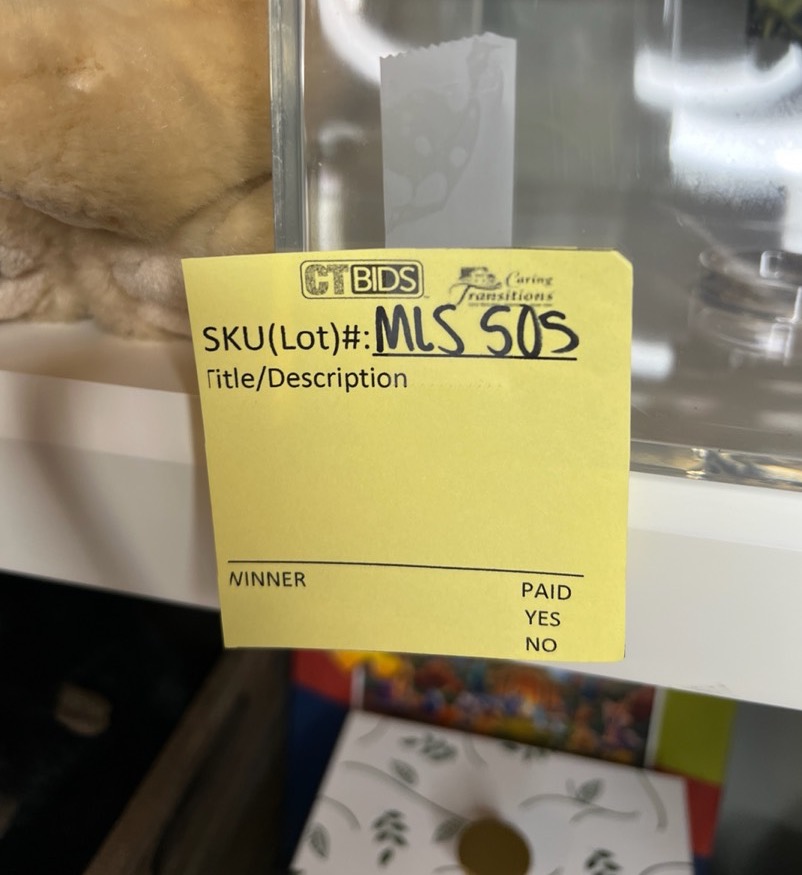 CTBIDS
Caring
Transitions
SKU(Lot)#: MLS 505
Title/Description
WINNER
PAID
YES
NO